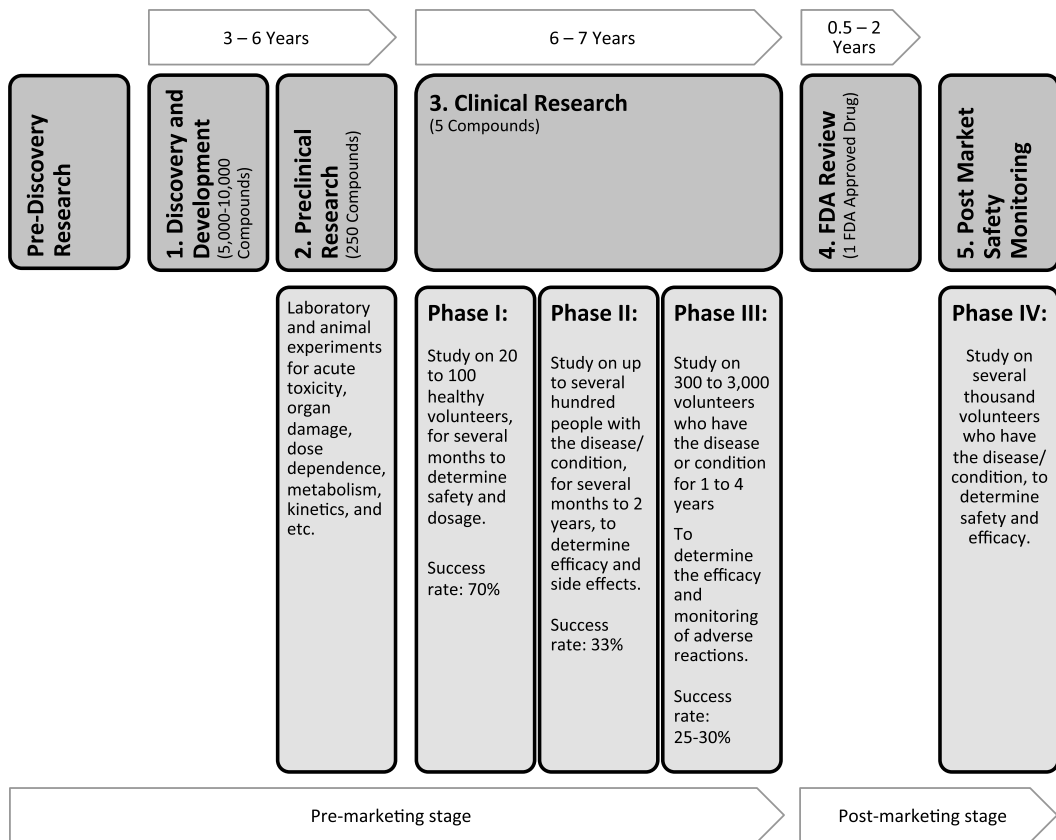 3 – 6 Years
6 – 7 Years
0.5 – 2
Years
Pre-Discovery
Research
1. Discovery and
Development
(5,000-10,000
Compounds)
2. Preclinical
Research
(250 Compounds)
3. Clinical Research
(5 Compounds)
4. FDA Review
(1 FDA Approved Drug)
5. Post Market
Safety
Monitoring
Laboratory
and animal
experiments
for acute
toxicity,
organ
damage,
dose
dependence,
metabolism,
kinetics, and
etc.
Phase I:
Study on 20
to 100
healthy
volunteers,
for several
months to
determine
safety and
dosage.
Success
rate: 70%
Phase II:
Study on up
to several
hundred
people with
the disease/
condition,
for several
months to 2
years, to
determine
efficacy and
side effects.
Success
rate: 33%
Phase III:
Study on
300 to 3,000
volunteers
who have
the disease
or condition
for 1 to 4
years
To
determine
the efficacy
and
monitoring
of adverse
reactions.
Success
rate:
25-30%
Phase IV:
Study on
several
thousand
volunteers
who have
the disease/
condition, to
determine
safety and
efficacy.
Pre-marketing stage
Post-marketing stage